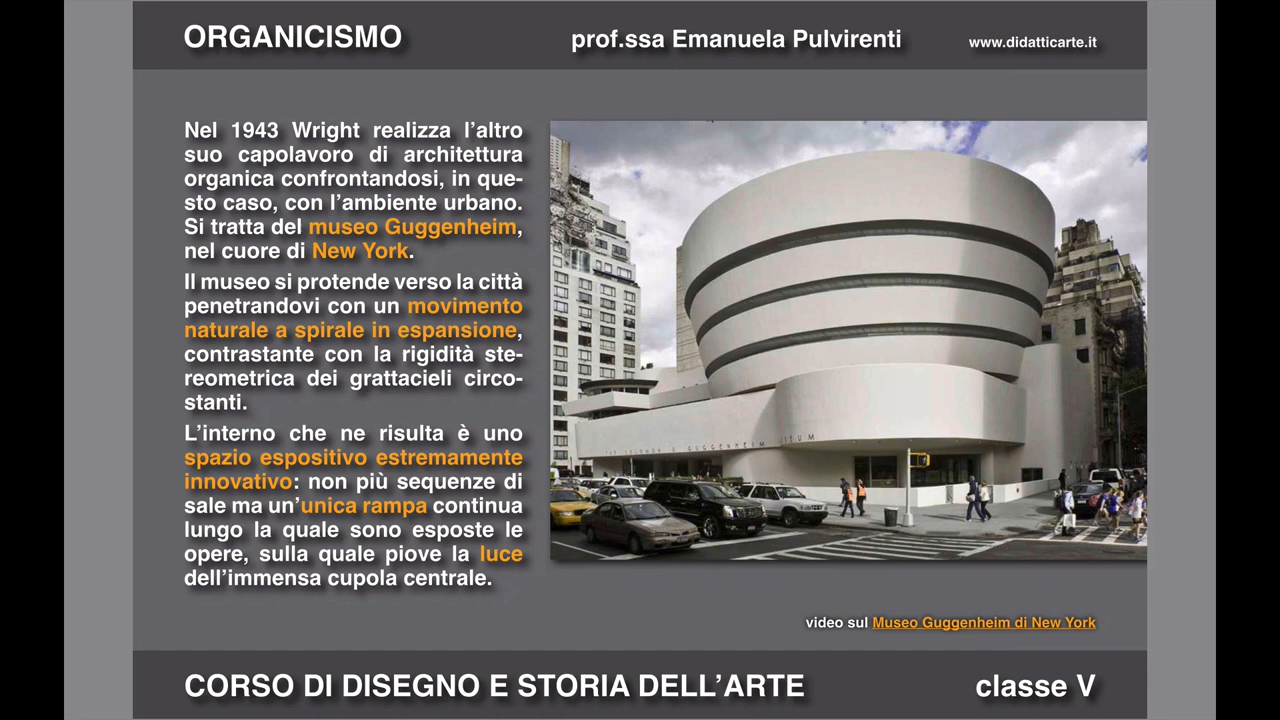 ORGANICISMO
prof.ssa Emanuela Pulvirenti
www.didatticarte.it
Nel 1943 Wright realizza l’altro
suo capolavoro di architettura
organica confrontandosi, in que-
sto caso, con l’ambiente urbano.
Si tratta del museo Guggenheim,
nel cuore di New York.
Il museo si protende verso la città
penetrandovi con un movimento
naturale a spirale in espansione,
contrastante con la rigidità ste-
reometrica dei grattacieli circo-
stanti.
L’interno che ne risulta è uno
spazio espositivo estremamente
innovativo: non più sequenze di
sale ma un’unica rampa continua
lungo la quale sono esposte le
opere, sulla quale piove la luce
dell’immensa cupola centrale.
GUGGENHEIM
video sul Museo Guggenheim di New York
CORSO DI DISEGNO E STORIA DELL’ARTE
classe V